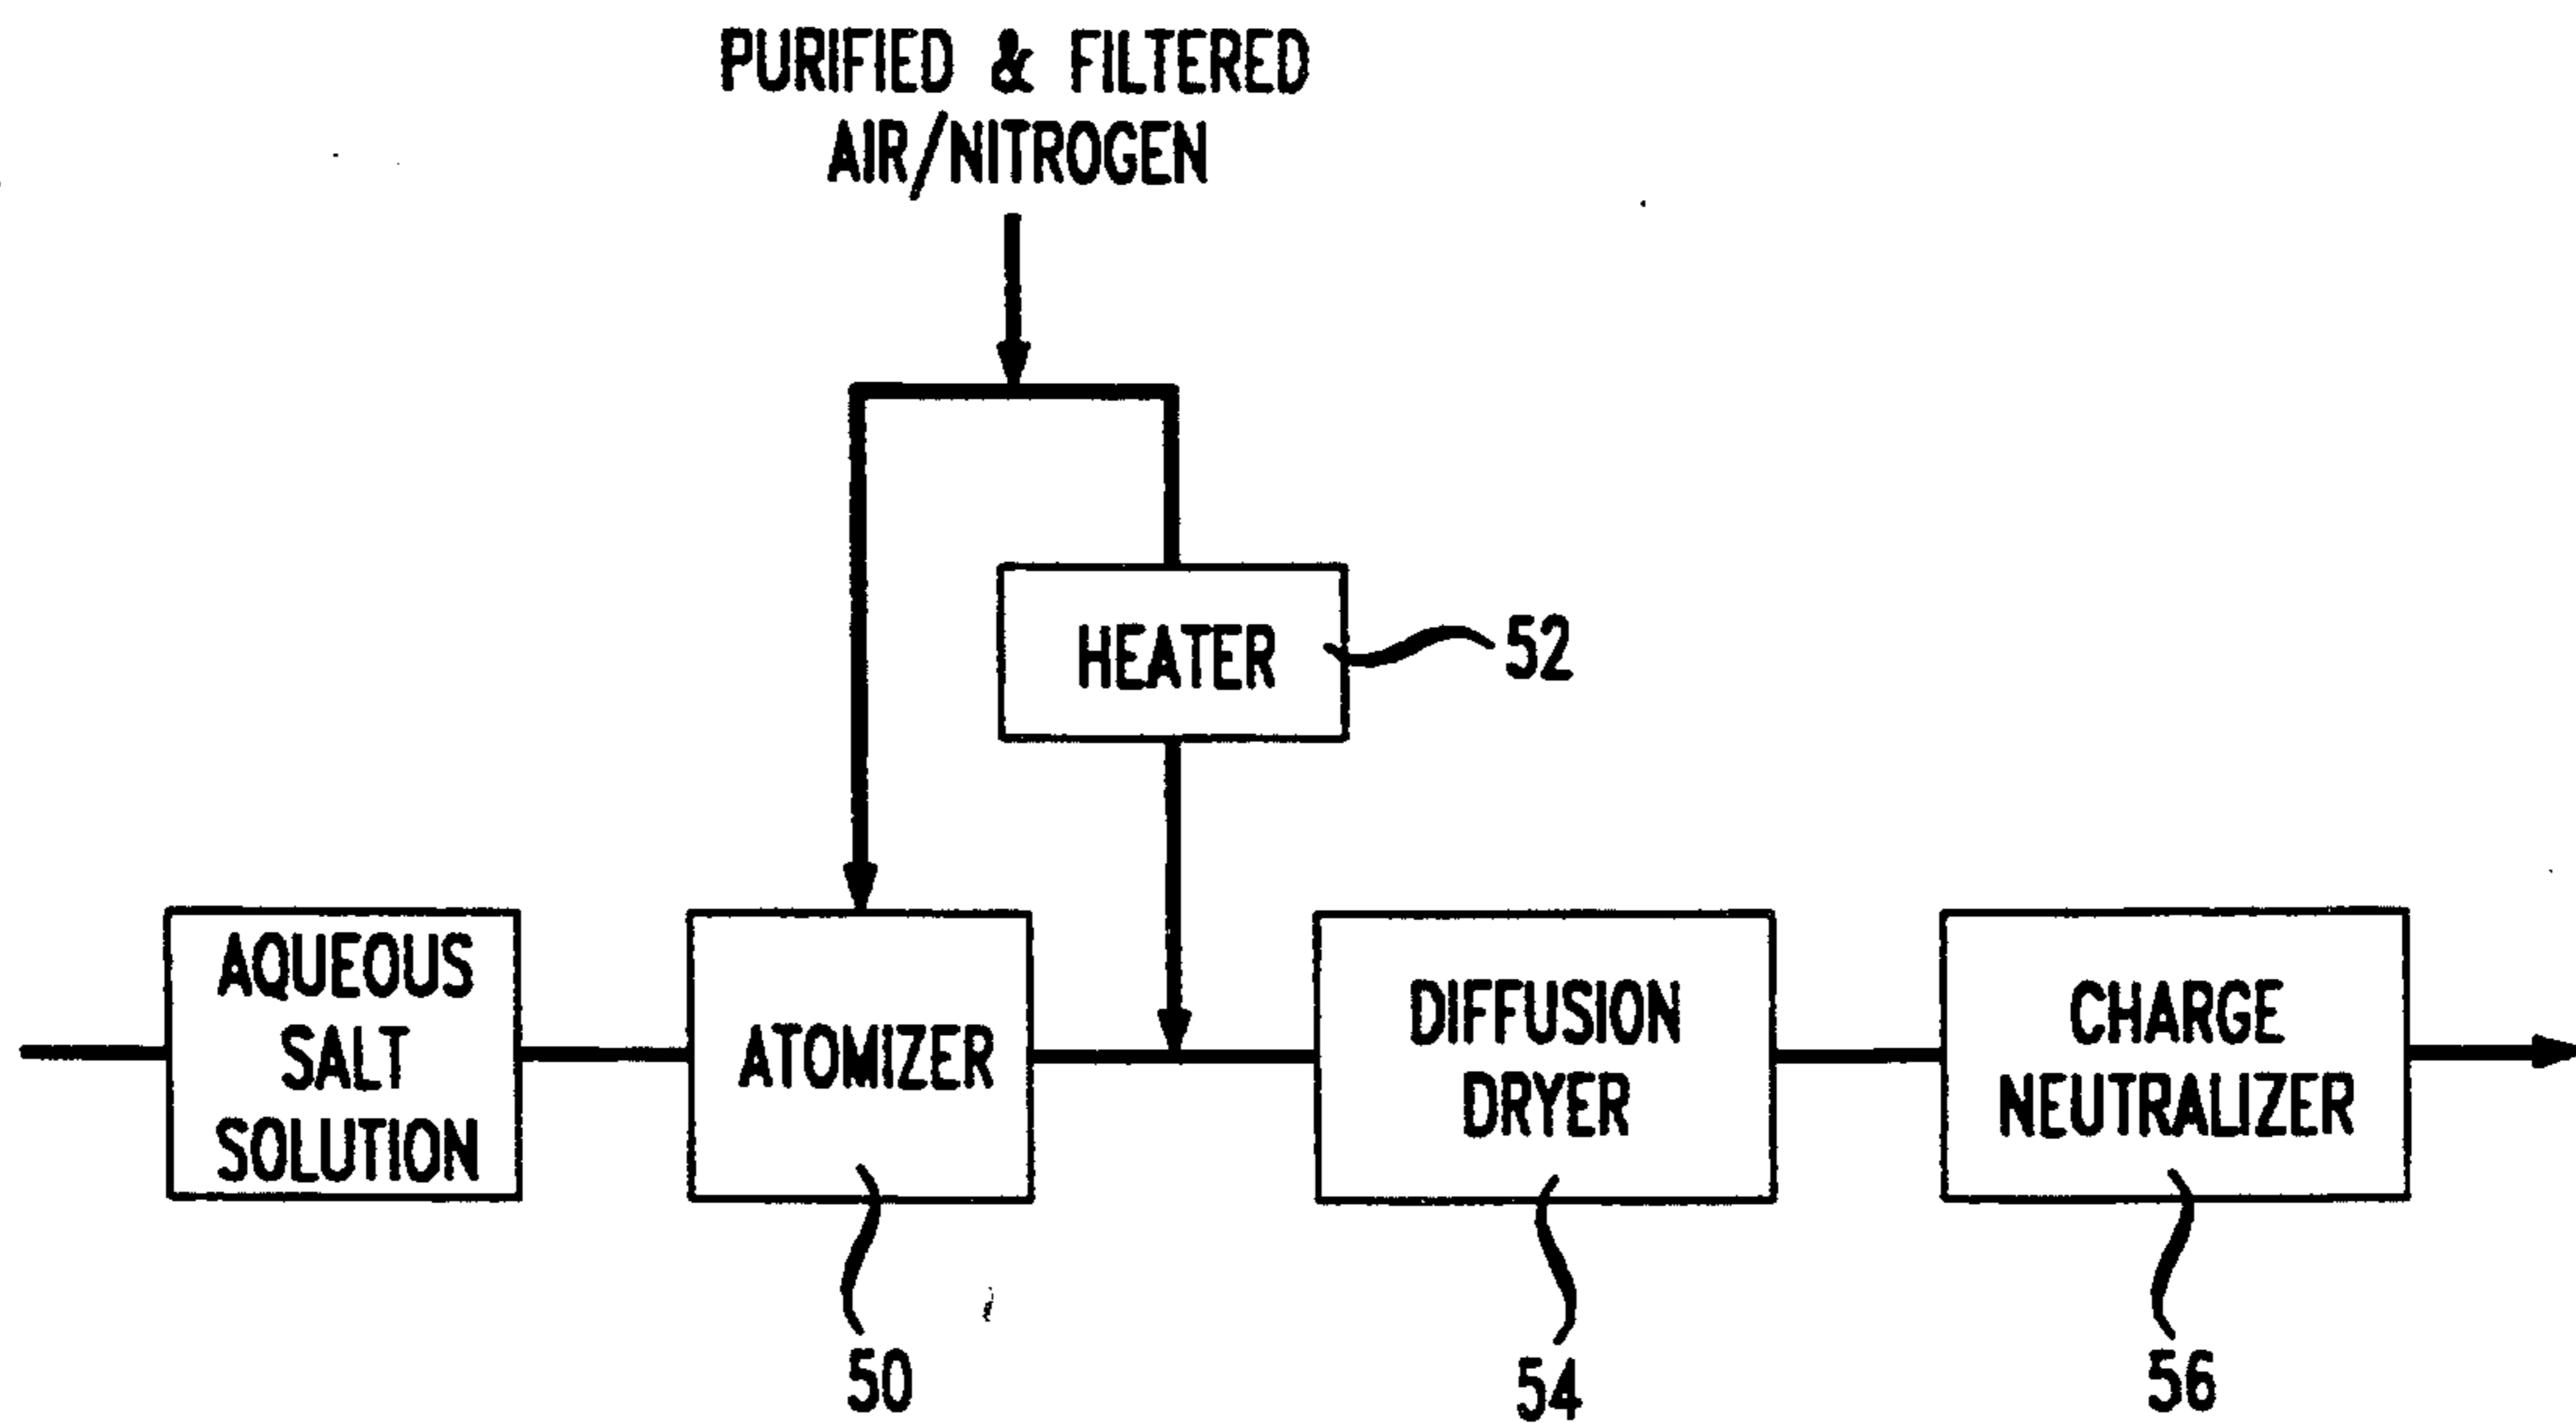 PURIFIED & FILTERED
AIR/NITROGEN
HEATER
52
AQUEOUS
SALT
SOLUTION
ATOMIZER
DIFFUSION
DRYER
CHARGE
NEUTRALIZER
50
54
56